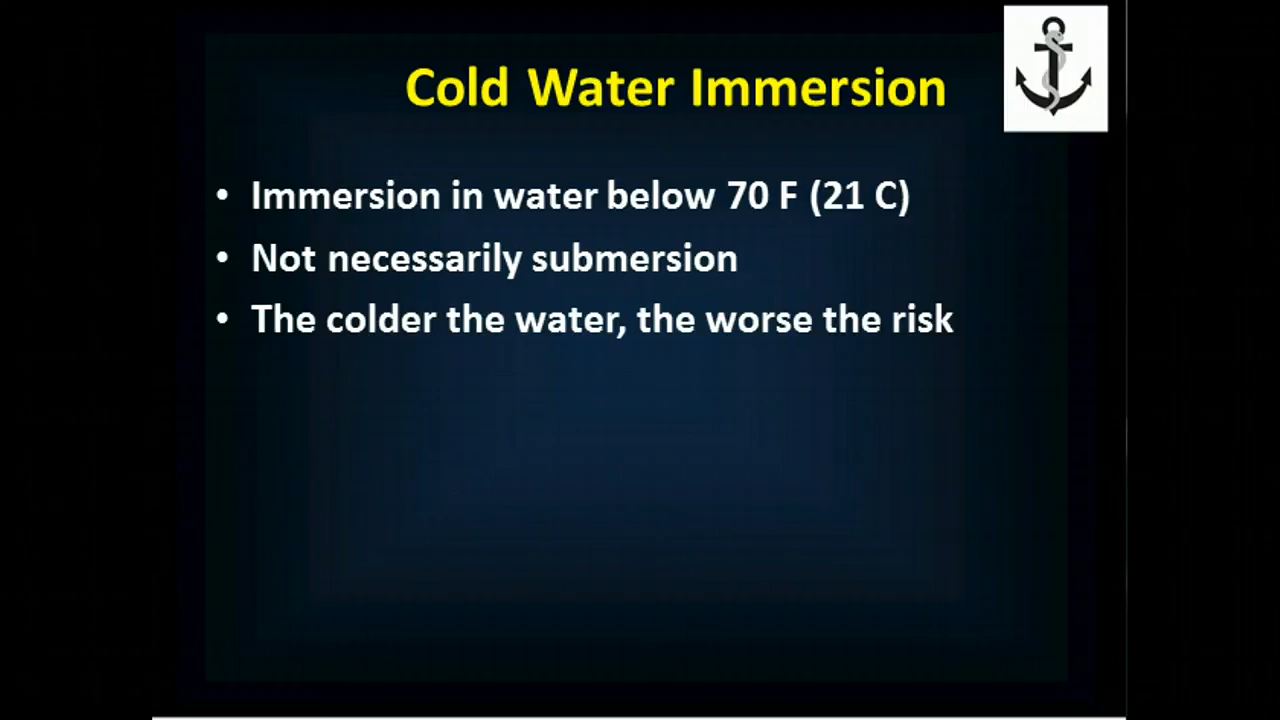 Cold Water Immersion
• Immersion in water below 70 F (21 C)
• Not necessarily submersion
• The colder the water, the worse the risk